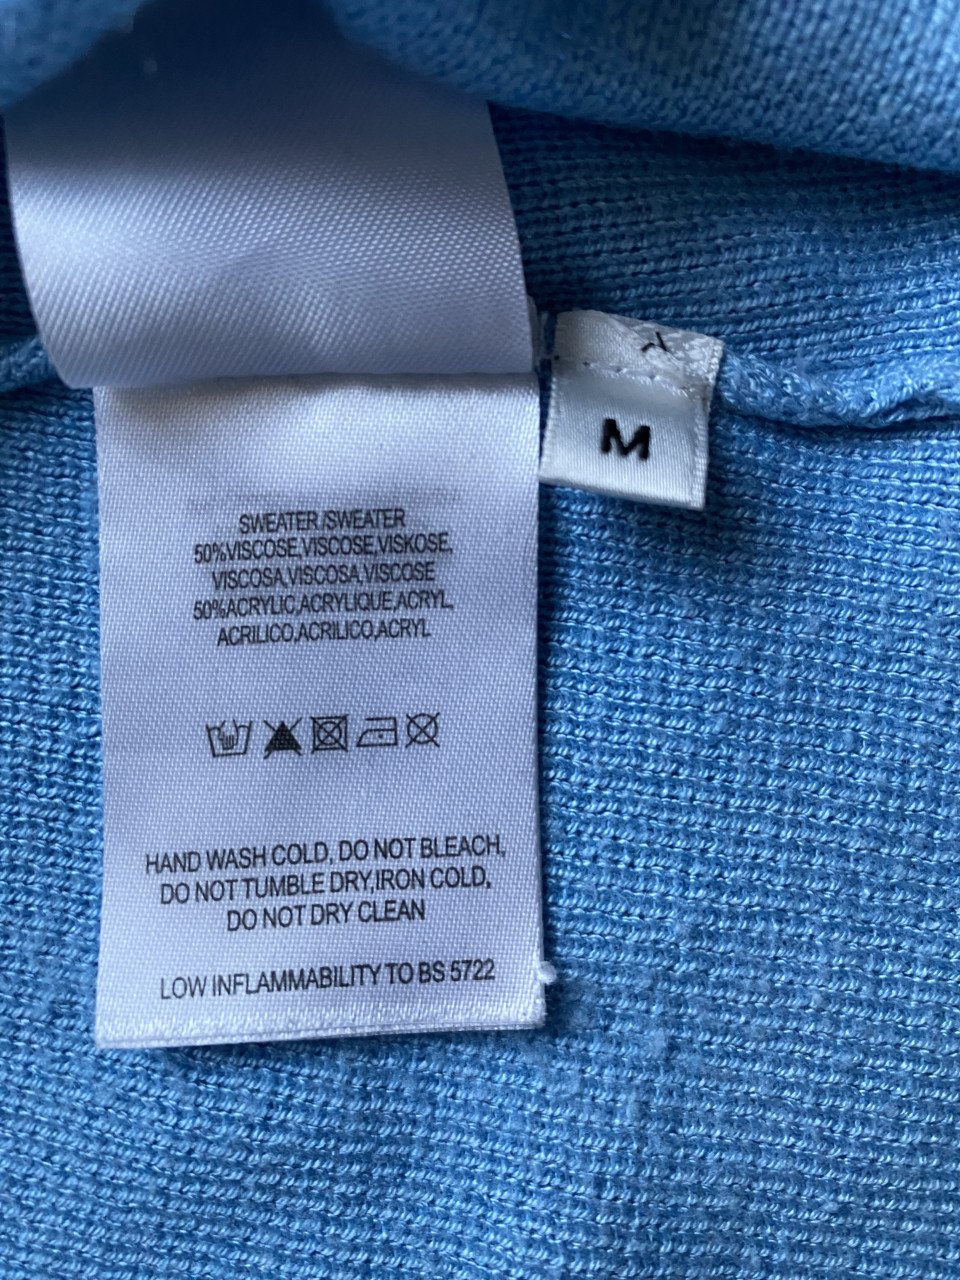 M
SWEATER/SWEATER
50%VISCOSE,VISCOSE,VISKOSE,
VISCOSA,VISCOSA,VISCOSE
50%ACRYLIC,ACRYLIQUE,ACRYL,
ACRILICO,ACRILICO,ACRYL
HAND WASH COLD, DO NOT BLEACH,
DO NOT TUMBLE DRY,IRON COLD,
DO NOT DRY CLEAN
LOW INFLAMMABILITY TO BS 5722